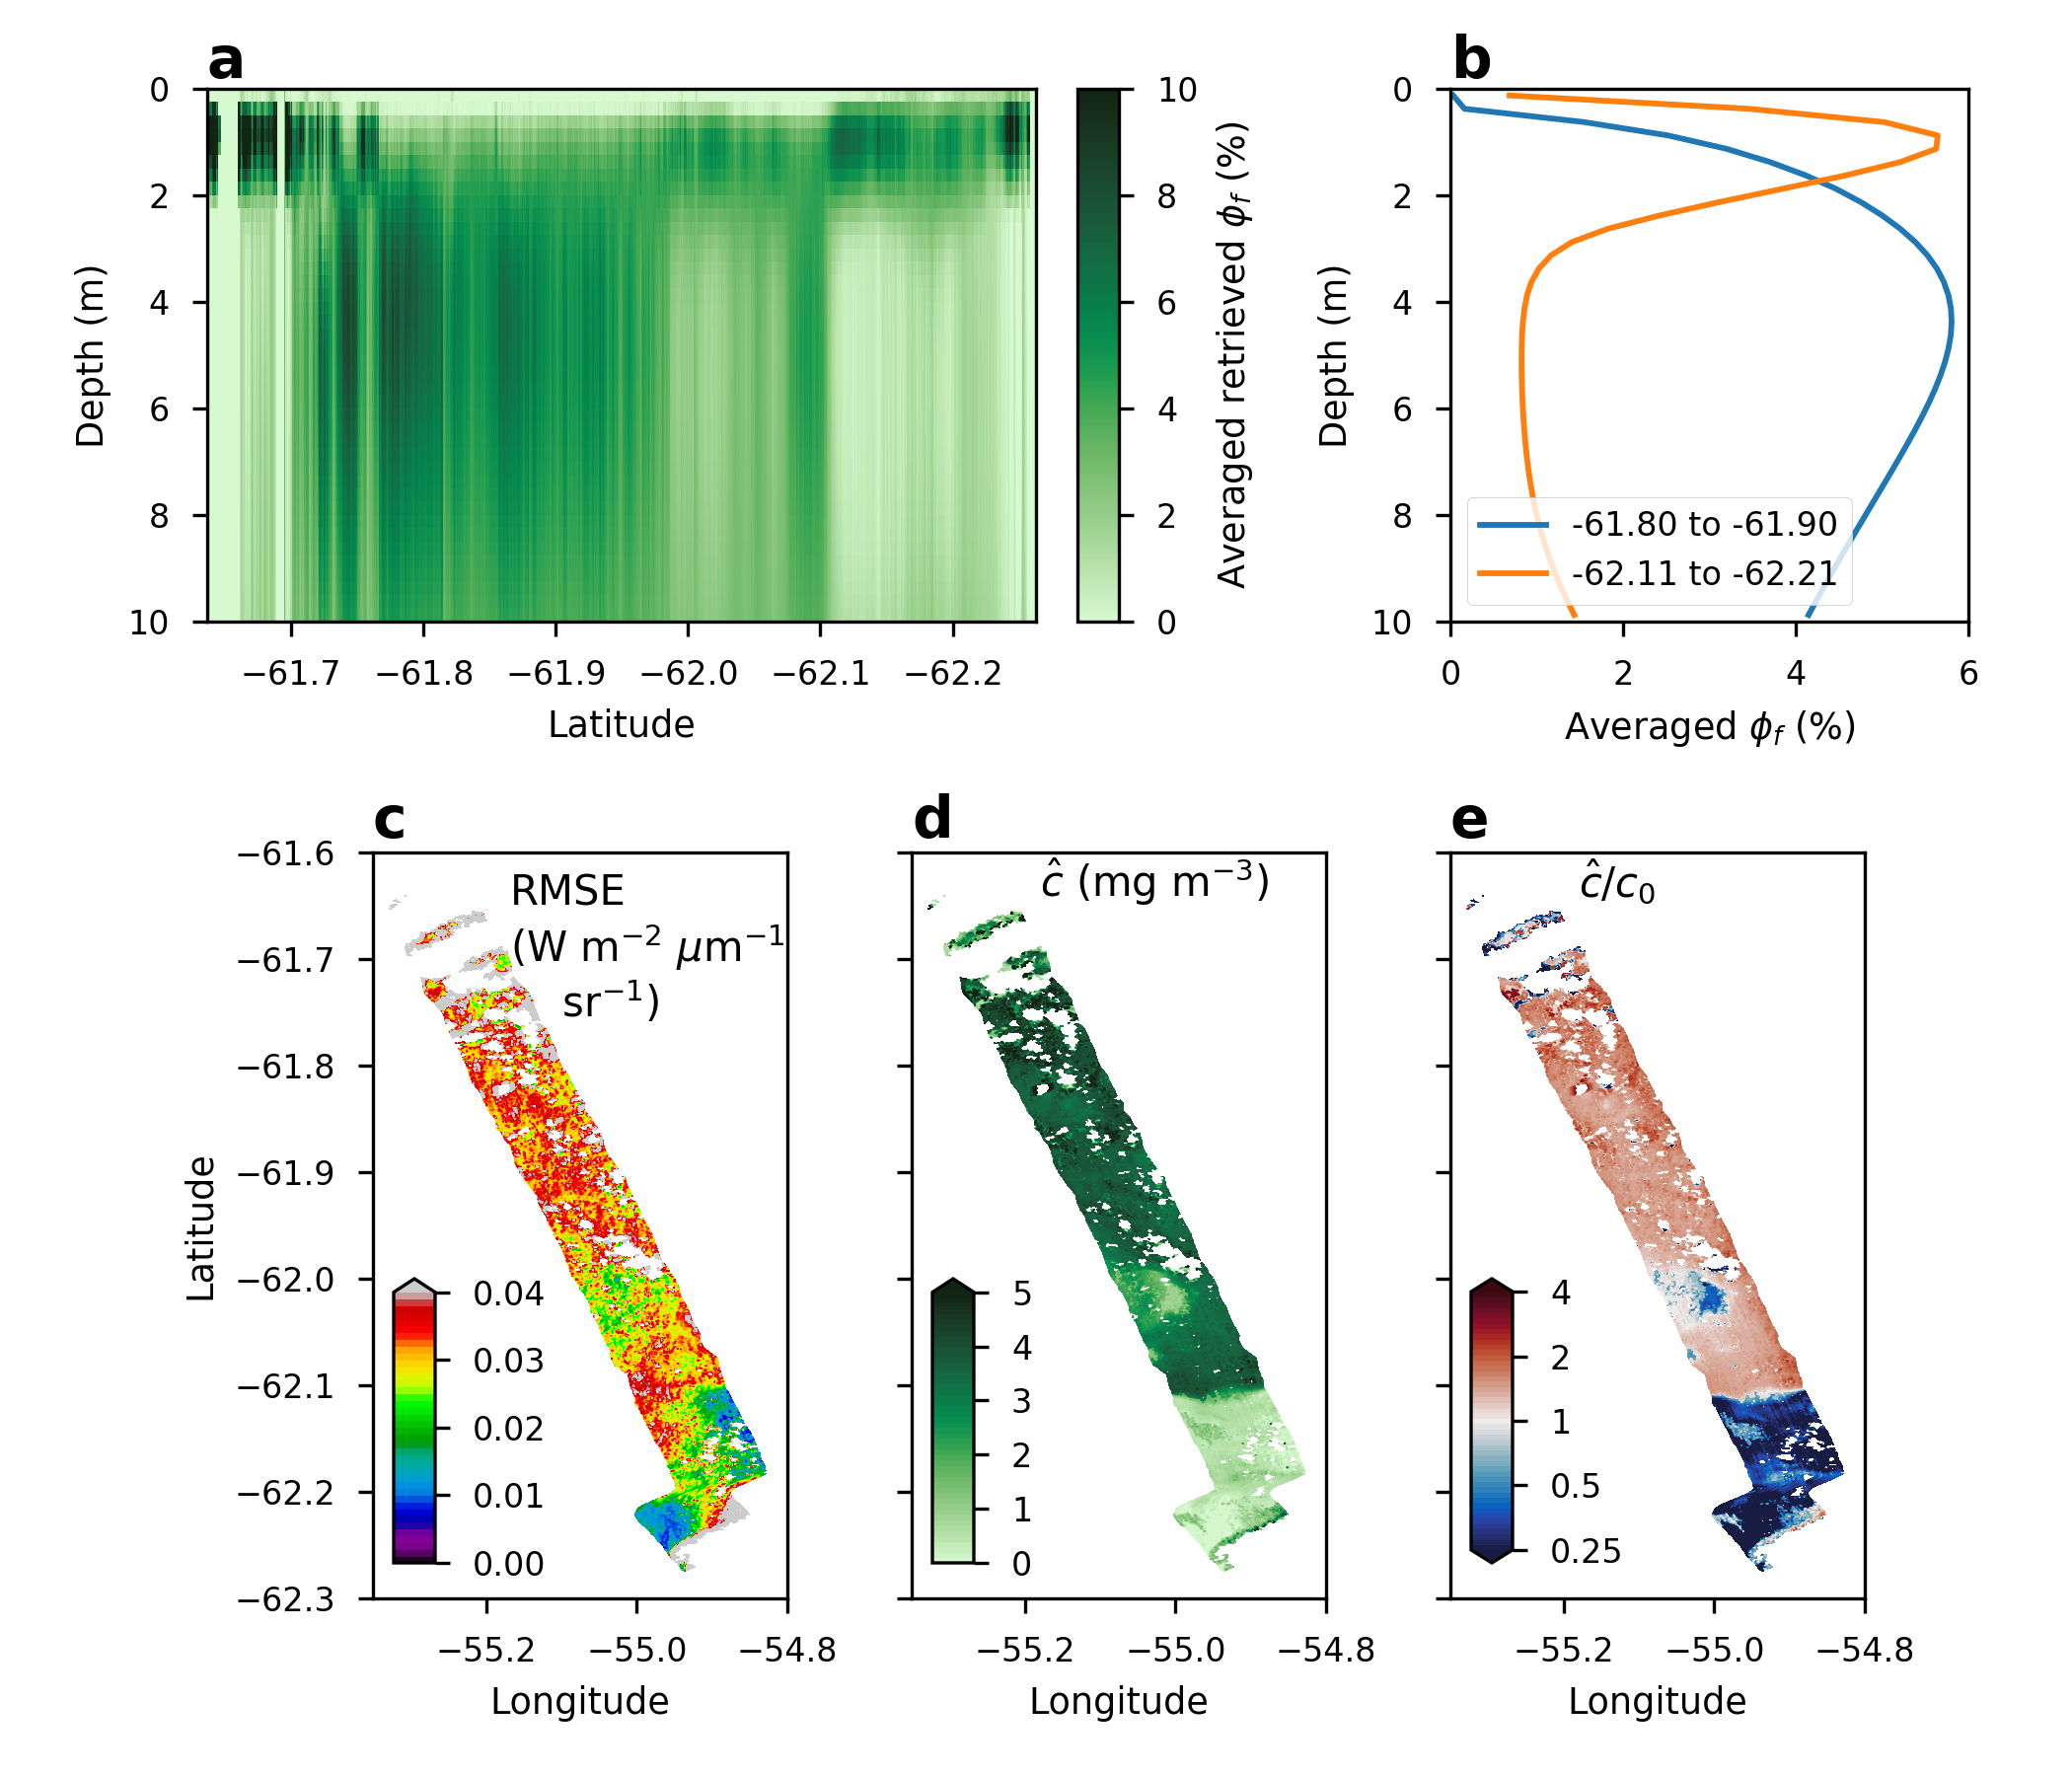 a
0
2
4
6
8
10
Depth (m)
−61.7 −61.8 −61.9 −62.0 −62.1 −62.2
Latitude
10
8
6
4
2
0
Averaged retrieved ϕf (%)
b
0
2
4
6
8
10
Depth (m)
-61.80 to -61.90
-62.11 to -62.21
0 2 4 6
Averaged ϕf (%)
c
−61.6
−61.7
−61.8
−61.9
−62.0
−62.1
−62.2
−62.3
Latitude
RMSE
(W m⁻² μm⁻¹
sr⁻¹)
0.04
0.03
0.02
0.01
0.00
−55.2 −55.0 −54.8
Longitude
d
ĉ (mg m⁻³)
5
4
3
2
1
0
−55.2 −55.0 −54.8
Longitude
e
ĉ/c₀
4
2
1
0.5
0.25
−55.2 −55.0 −54.8
Longitude